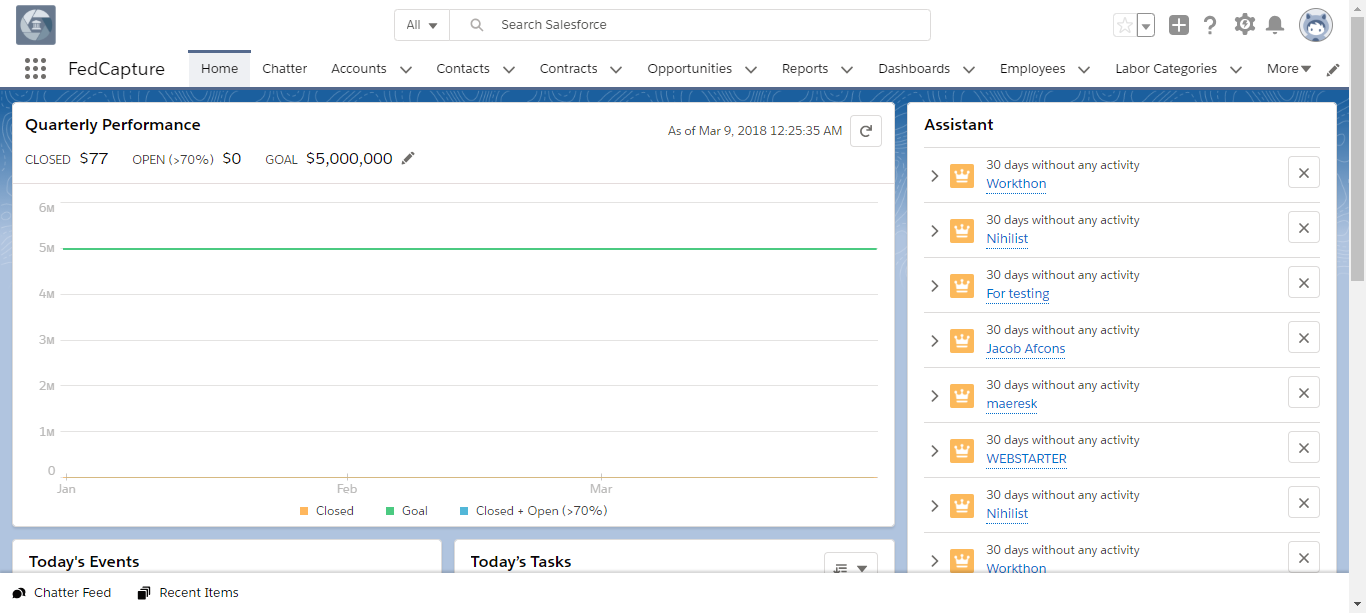 All
Search Salesforce
FedCapture
Home
Chatter
Accounts
Contacts
Contracts
Opportunities
Reports
Dashboards
Employees
Labor Categories
More
Quarterly Performance
As of Mar 9, 2018 12:25:35 AM
CLOSED $77 OPEN (>70%) $0 GOAL $5,000,000
6M
5M
4M
3M
2M
1M
0
Jan Feb Mar
Closed Goal Closed + Open (>70%)
Today's Events
Today's Tasks
Assistant
30 days without any activity
Workthon
30 days without any activity
Nihilist
30 days without any activity
For testing
30 days without any activity
Jacob Afcons
30 days without any activity
maeresk
30 days without any activity
WEBSTARTER
30 days without any activity
Nihilist
30 days without any activity
Workthon
Chatter Feed
Recent Items